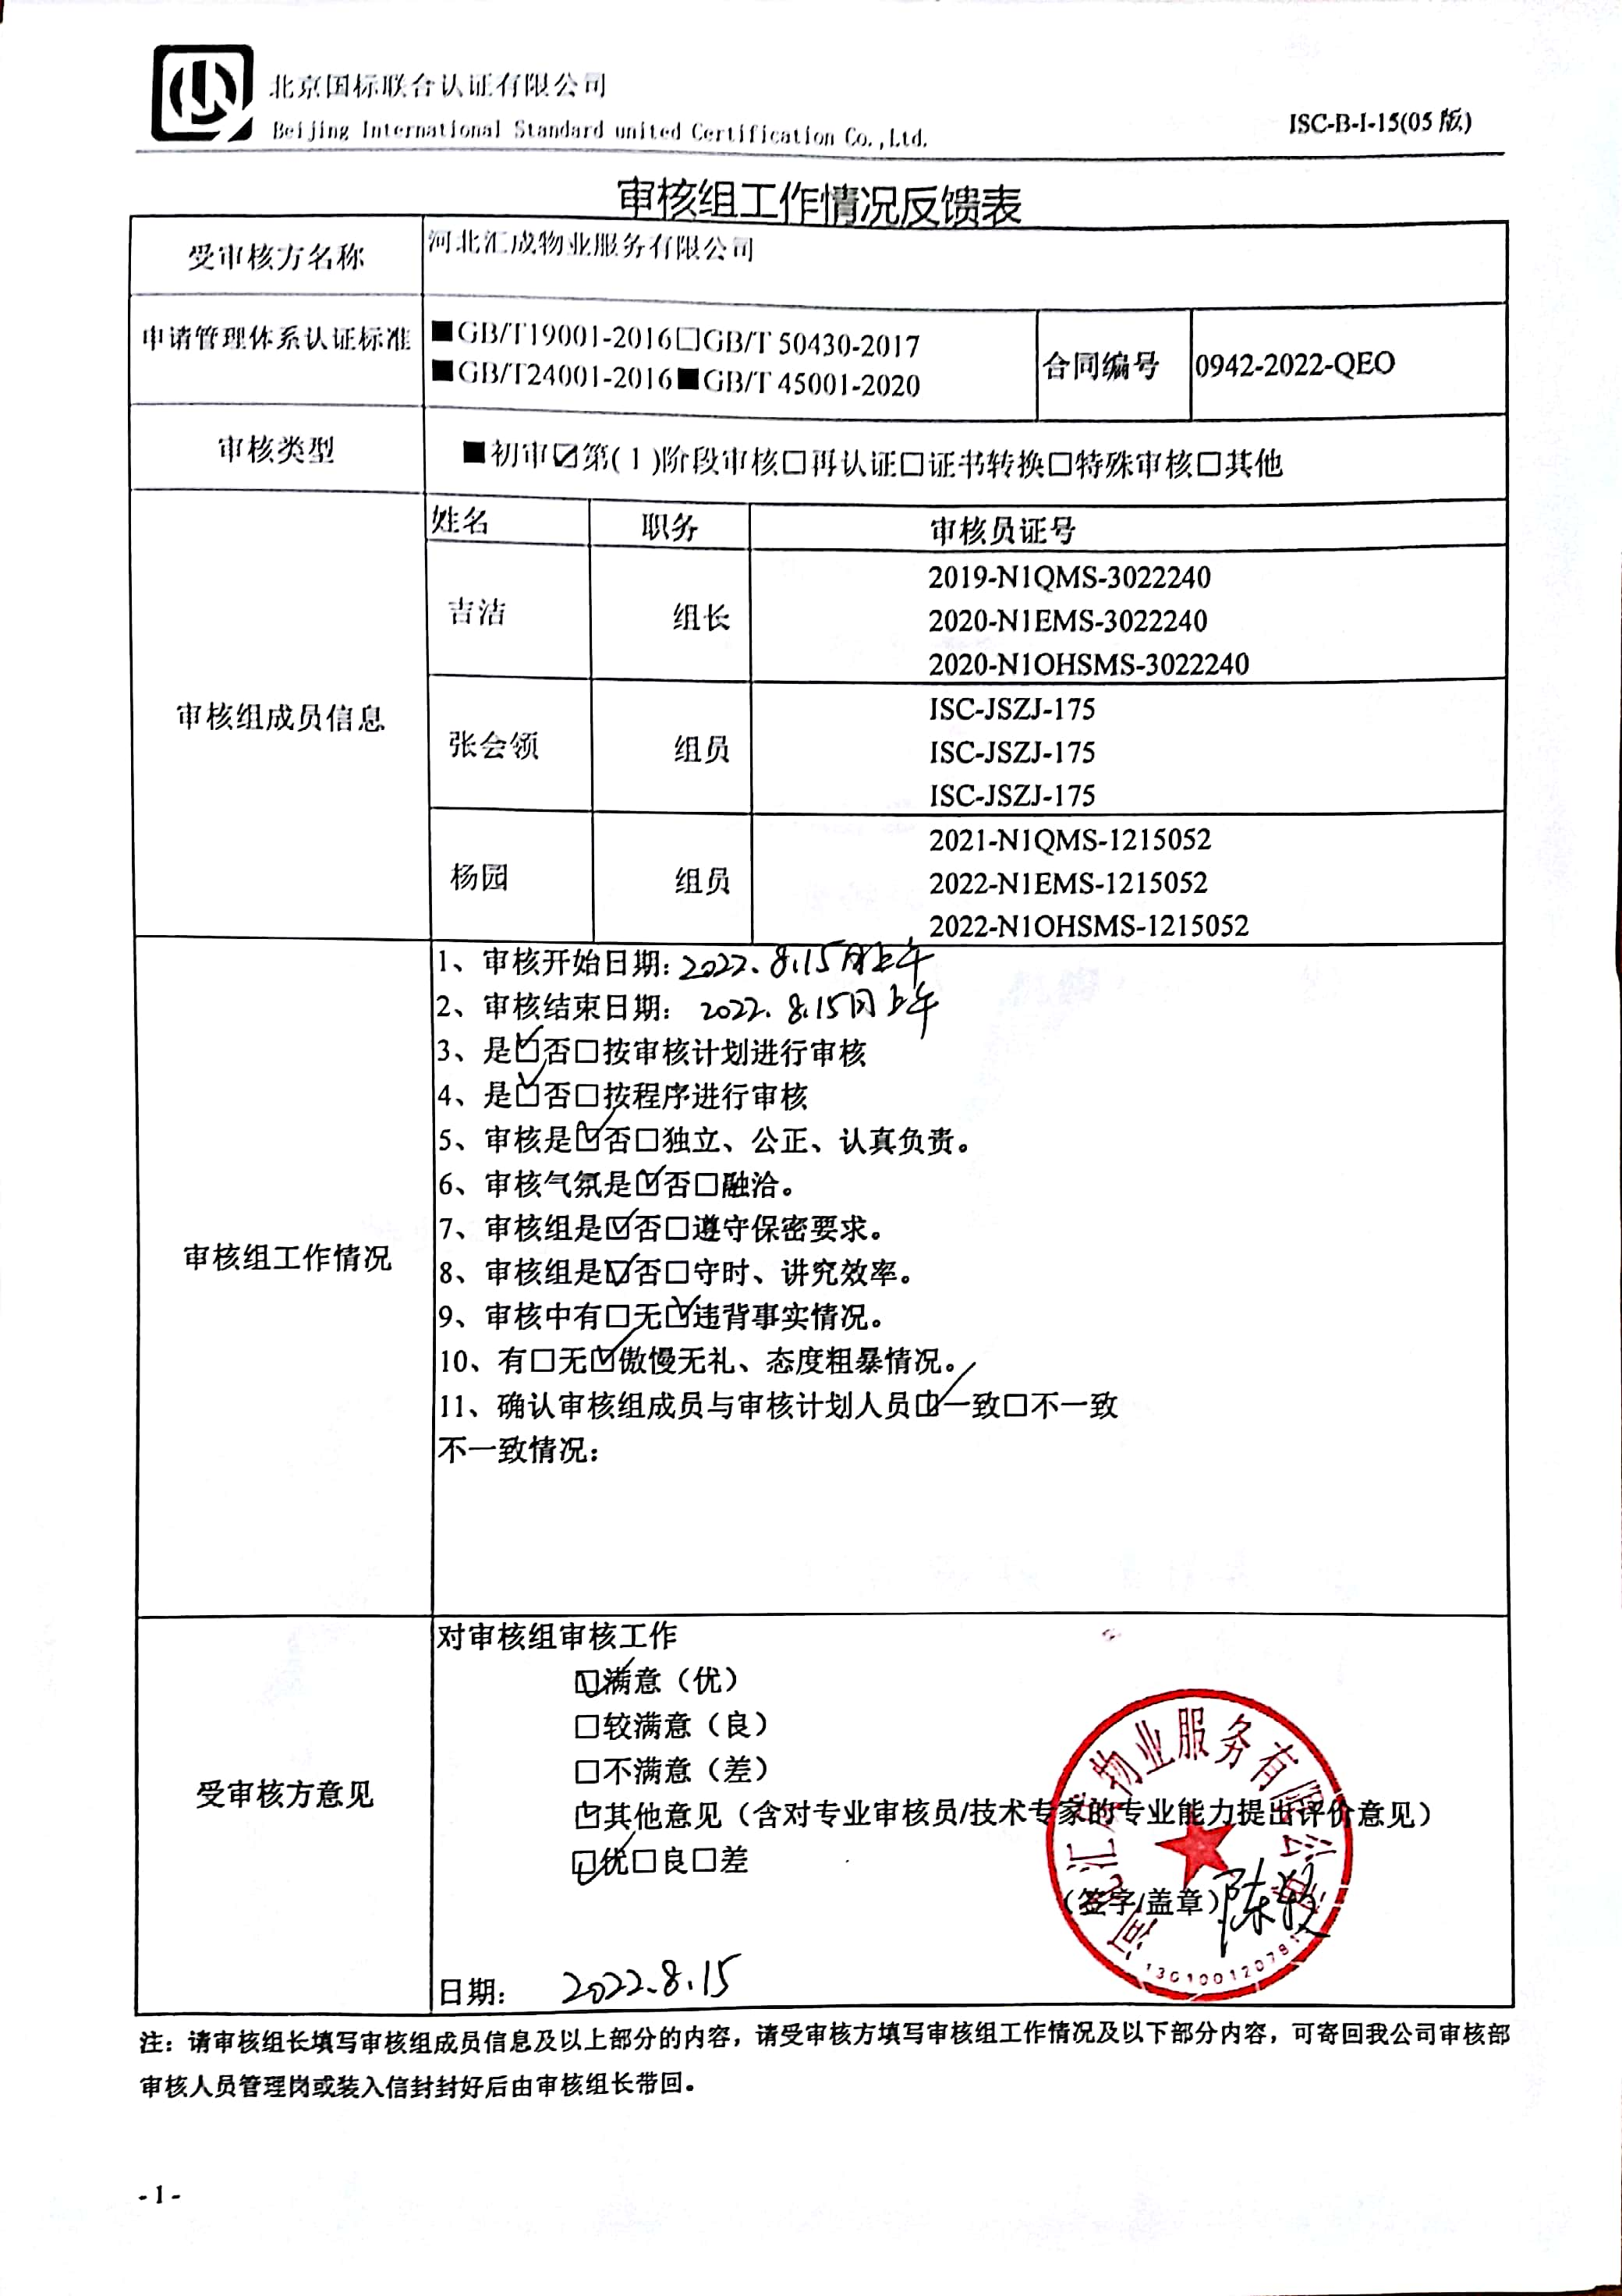 北京国标联合认证有限公司
Beijing International Standard united Certification Co.,Ltd.
ISC-B-I-15(05 版)
审核组工作情况反馈表
受审核方名称 河北汇成物业服务有限公司
申请管理体系认证标准 ■GB/T19001-2016□GB/T 50430-2017
■GB/T24001-2016■GB/T 45001-2020
合同编号 0942-2022-QEO
审核类型 ■初审☑第(1)阶段审核□再认证□证书转换□特殊审核□其他
审核组成员信息
姓名 职务 审核员证号
吉洁 组长 2019-N1QMS-3022240
2020-N1EMS-3022240
2020-N1OHSMS-3022240
张会领 组员 ISC-JSZJ-175
ISC-JSZJ-175
ISC-JSZJ-175
杨园 组员 2021-N1QMS-1215052
2022-N1EMS-1215052
2022-N1OHSMS-1215052
审核组工作情况
1、审核开始日期：2022.8.15日上午
2、审核结束日期：2022.8.15日上午
3、是☑否□按审核计划进行审核
4、是☑否□按程序进行审核
5、审核是☑否□独立、公正、认真负责。
6、审核气氛是☑否□融洽。
7、审核组是☑否□遵守保密要求。
8、审核组是☑否□守时、讲究效率。
9、审核中有□无☑违背事实情况。
10、有□无☑傲慢无礼、态度粗暴情况。
11、确认审核组成员与审核计划人员☑一致□不一致
不一致情况：
受审核方意见
对审核组审核工作
☑满意（优）
□较满意（良）
□不满意（差）
☑其他意见（含对专业审核员/技术专家的专业能力提出评价意见）
☑优□良□差
（签字/盖章）陈
河北汇成物业服务有限公司
日期： 2022.8.15
注：请审核组长填写审核组成员信息及以上部分的内容，请受审核方填写审核组工作情况及以下部分内容，可寄回我公司审核部
审核人员管理岗或装入信封封好后由审核组长带回。
- 1 -